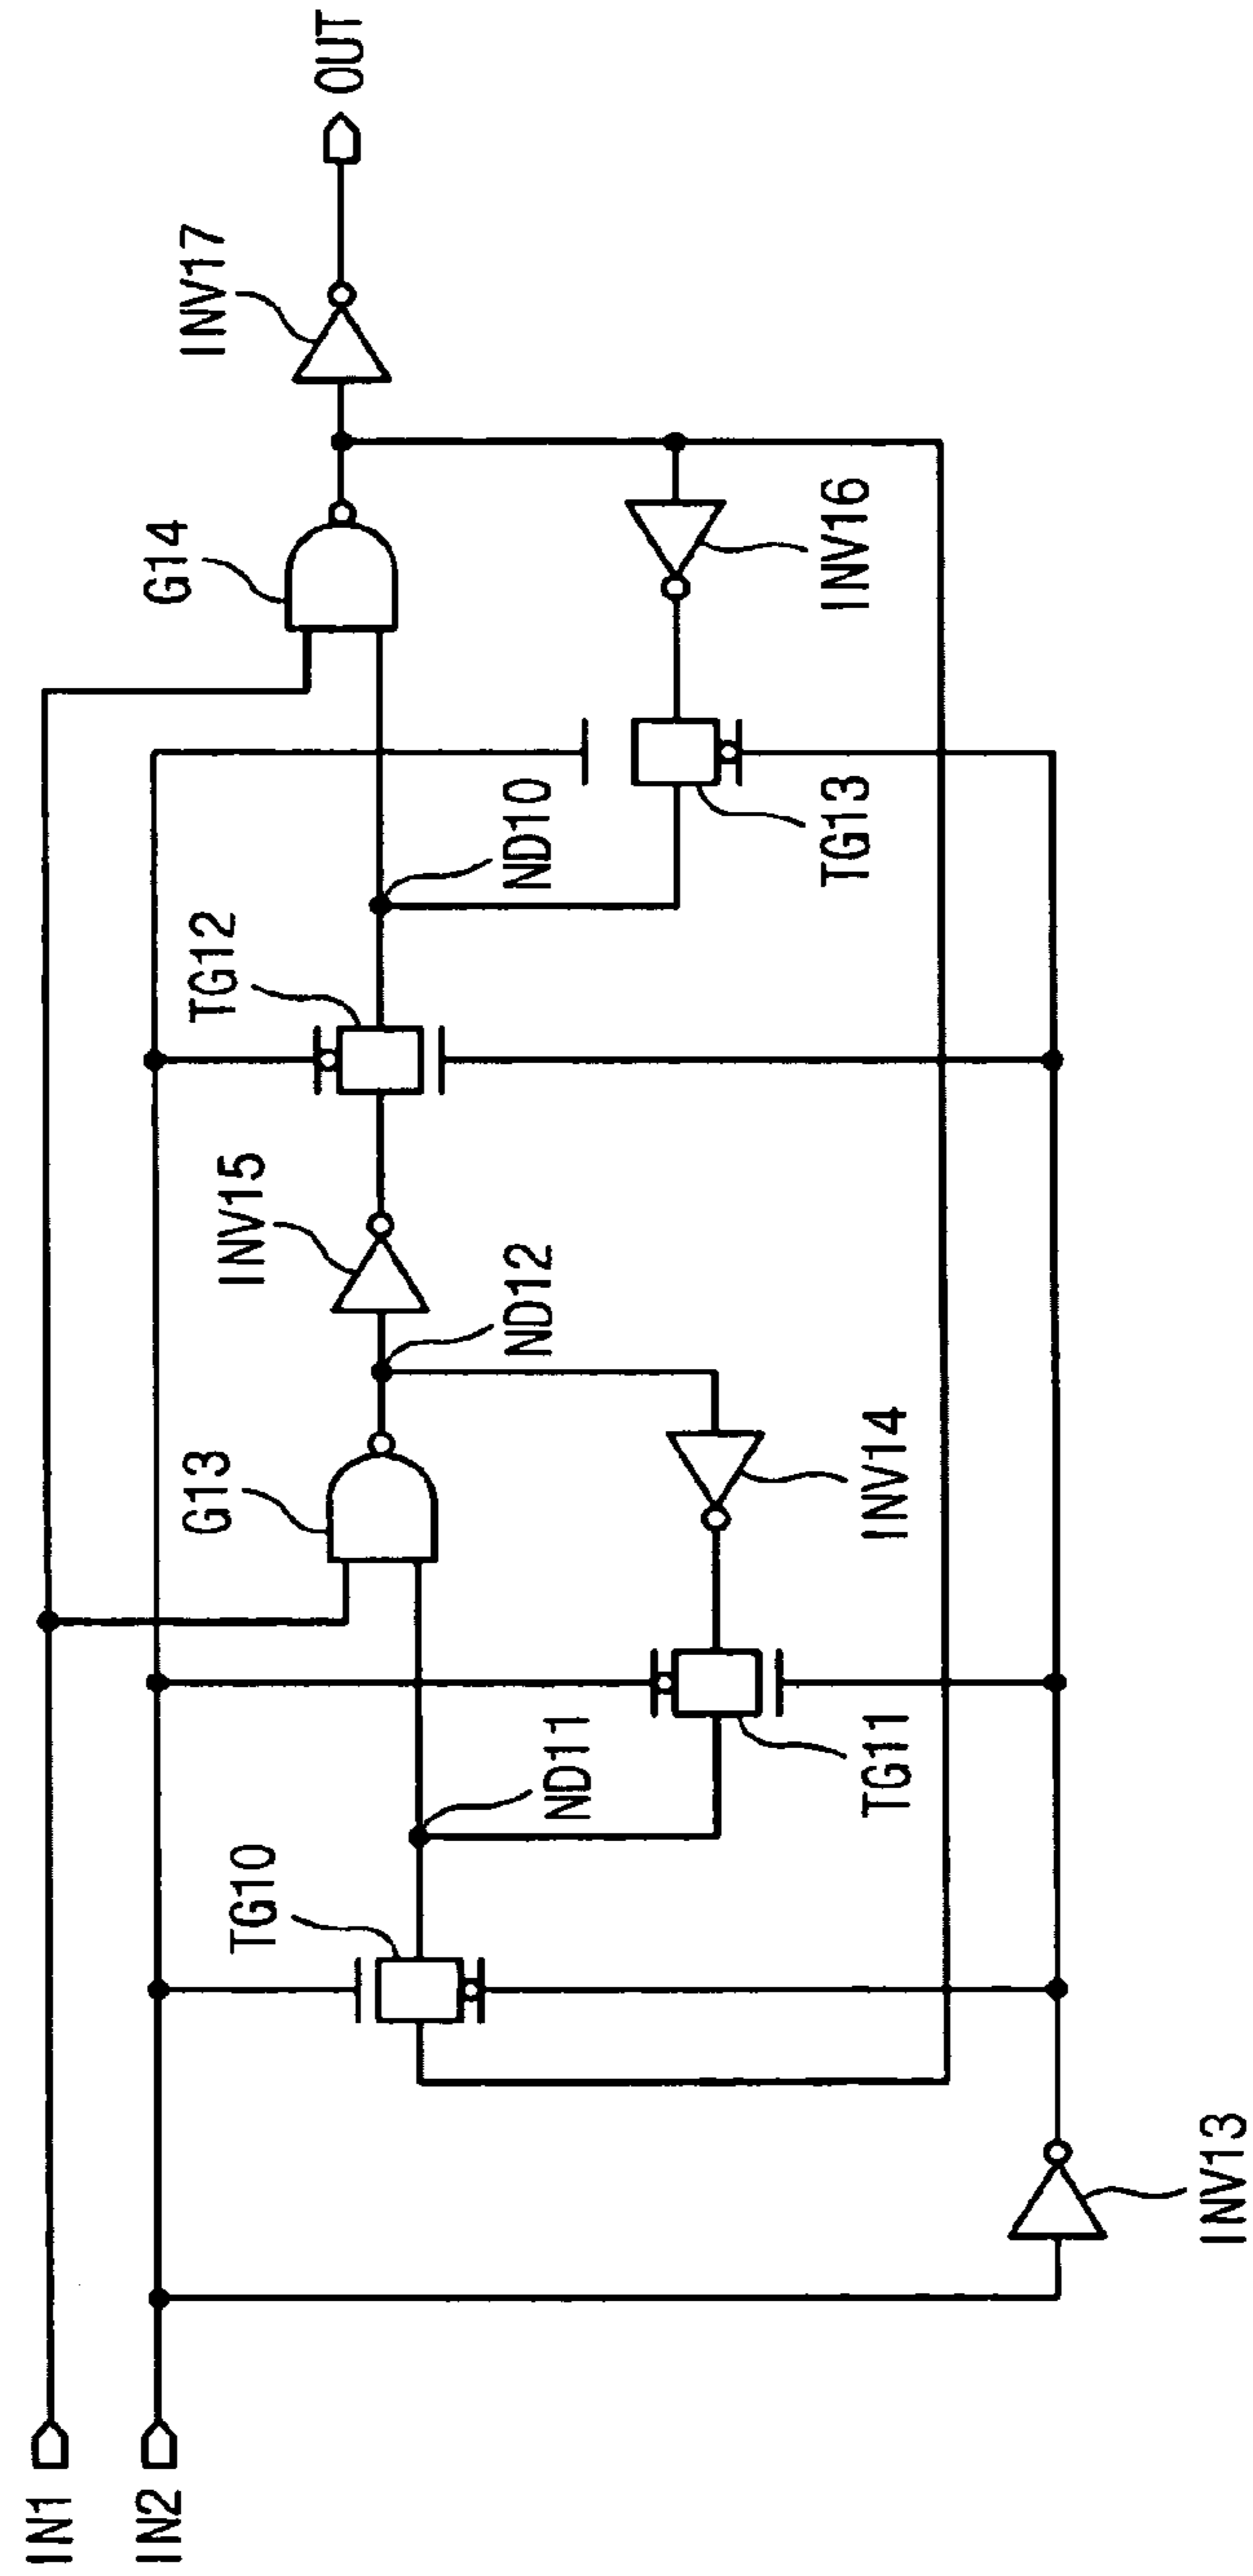 IN1
IN2
INV13
TG10
ND11
TG11
G13
INV14
ND12
INV15
TG12
ND10
TG13
G14
INV16
INV17
OUT